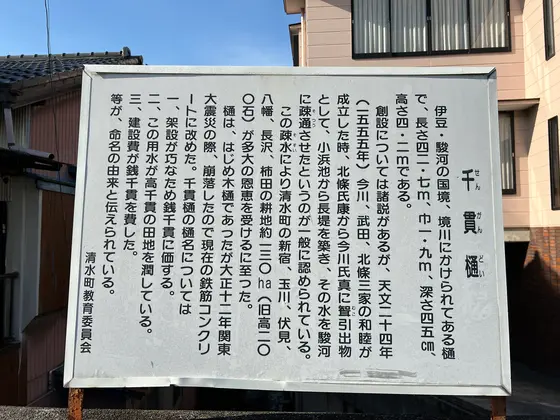 千貫樋
せん がん どい
伊豆・駿河の国境、境川にかけられてある樋
で、長さ四二・七m、巾一・九m、深さ四五㎝、
高さ四・二mである。
創設については諸説があるが、天文二十四年
(一五五五年)今川、武田、北條三家の和睦が
成立した時、北條氏康から今川氏真に聟引出物
として、小浜池から長堤を築き、その水を駿河
に疎通させたというのが一般に認められている。
この疎水により清水町の新宿、玉川、伏見、
八幡、長沢、柿田の耕地約一三〇ha(旧高二〇
〇石)が多大の恩恵を受けるに至つた。
樋は、はじめ木樋であつたが大正十二年関東
大震災の際、崩落したので現在の鉄筋コンクリ
ートに改めた。千貫樋の樋名については
一、架設が巧なため銭千貫に価する。
二、この用水が高千貫の田地を潤している。
三、建設費が銭千貫を費した。
等が、命名の由来と伝えられている。
清水町教育委員会